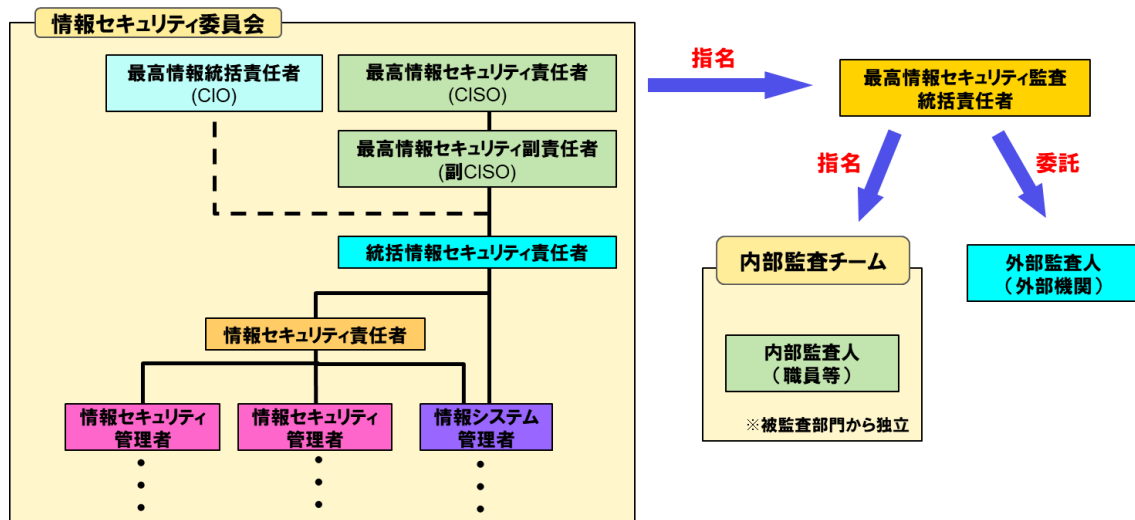 情報セキュリティ委員会
最高情報統括責任者
(CIO)
最高情報セキュリティ責任者
(CISO)
最高情報セキュリティ副責任者
(副CISO)
統括情報セキュリティ責任者
情報セキュリティ責任者
情報セキュリティ
管理者
情報セキュリティ
管理者
情報システム
管理者
指名
最高情報セキュリティ監査
統括責任者
指名
委託
内部監査チーム
内部監査人
（職員等）
※被監査部門から独立
外部監査人
（外部機関）